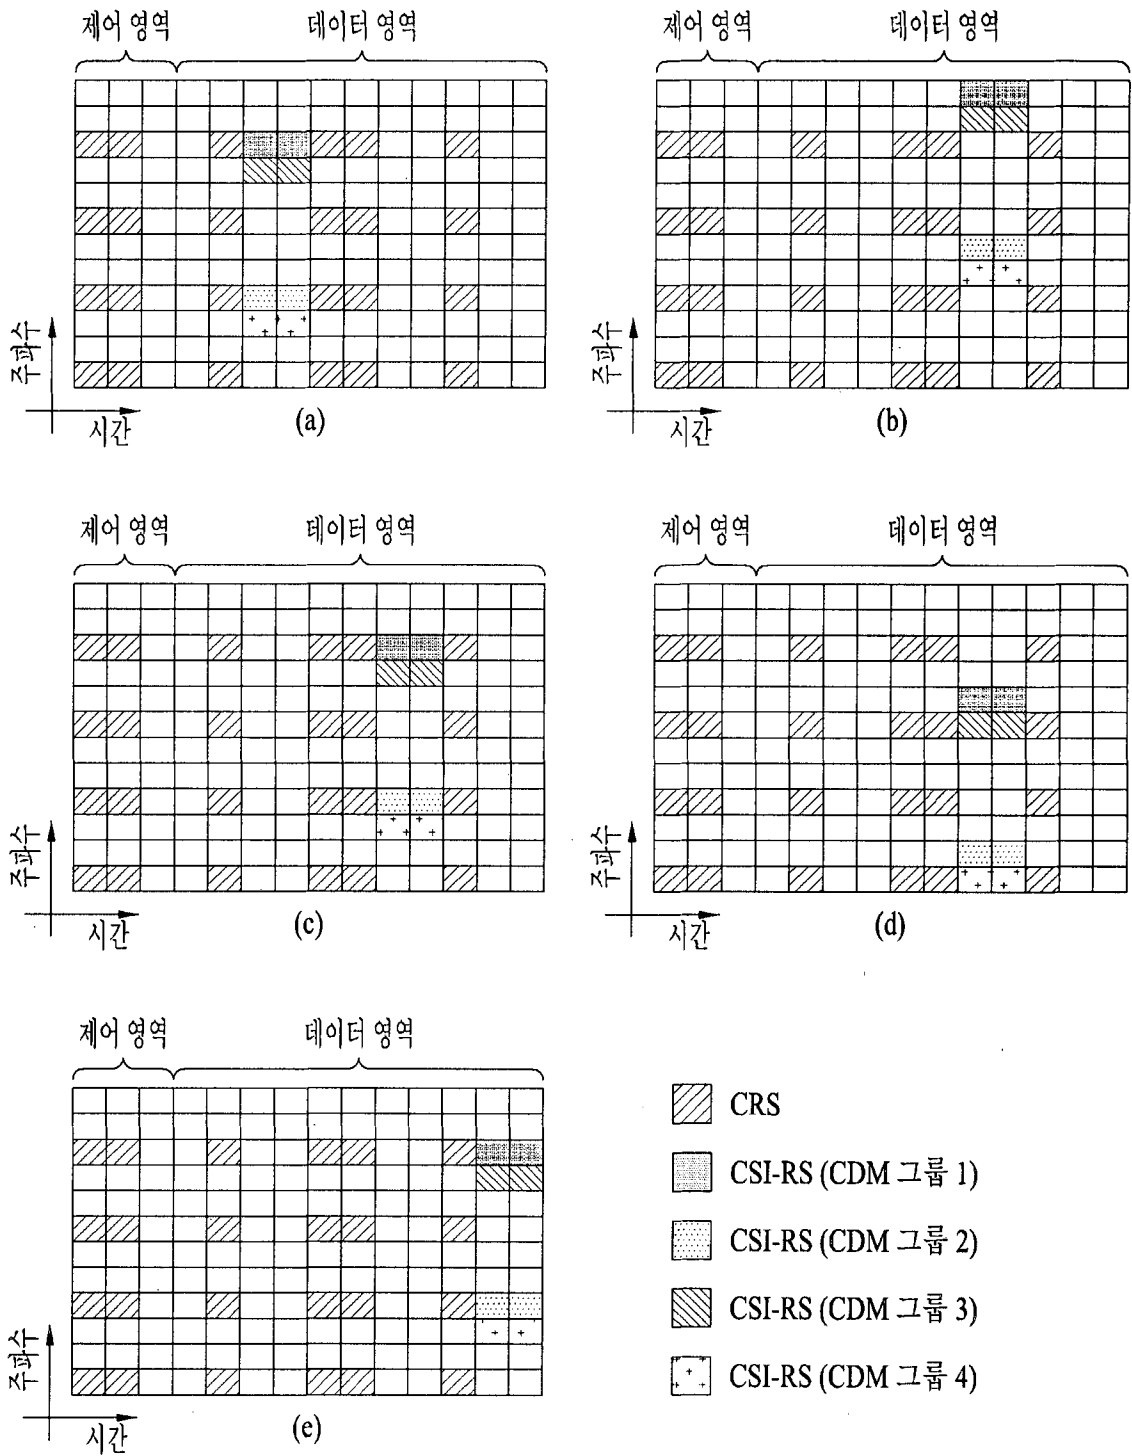 제어 영역
데이터 영역
주파수
시간
(a)
제어 영역
데이터 영역
주파수
시간
(b)
제어 영역
데이터 영역
주파수
시간
(c)
제어 영역
데이터 영역
주파수
시간
(d)
제어 영역
데이터 영역
주파수
시간
(e)
CRS
CSI-RS (CDM 그룹 1)
CSI-RS (CDM 그룹 2)
CSI-RS (CDM 그룹 3)
CSI-RS (CDM 그룹 4)